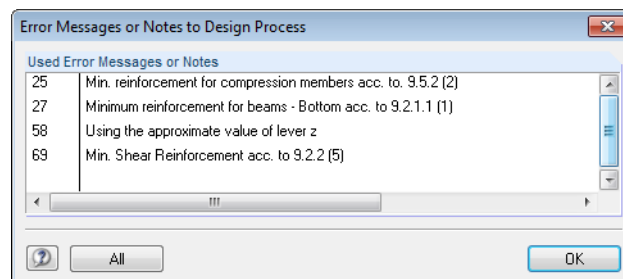 Error Messages or Notes to Design Process
Used Error Messages or Notes
25 Min. reinforcement for compression members acc. to. 9.5.2 (2)
27 Minimum reinforcement for beams - Bottom acc. to 9.2.1.1 (1)
58 Using the approximate value of lever z
69 Min. Shear Reinforcement acc. to 9.2.2 (5)
All
OK